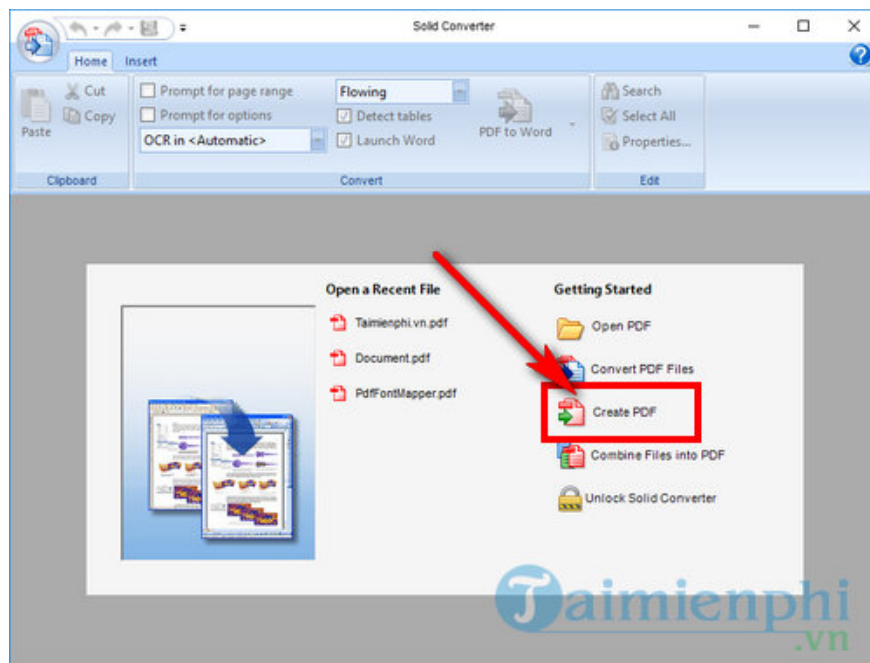 Solid Converter
Home Insert
Paste
Cut
Copy
Clipboard
Prompt for page range
Prompt for options
OCR in <Automatic>
Flowing
Detect tables
Launch Word
PDF to Word
Convert
Search
Select All
Properties...
Edit
Open a Recent File
Taimienphi.vn.pdf
Document.pdf
PdfFontMapper.pdf
Getting Started
Open PDF
Convert PDF Files
Create PDF
Combine Files into PDF
Unlock Solid Converter
Taimienphi
.vn